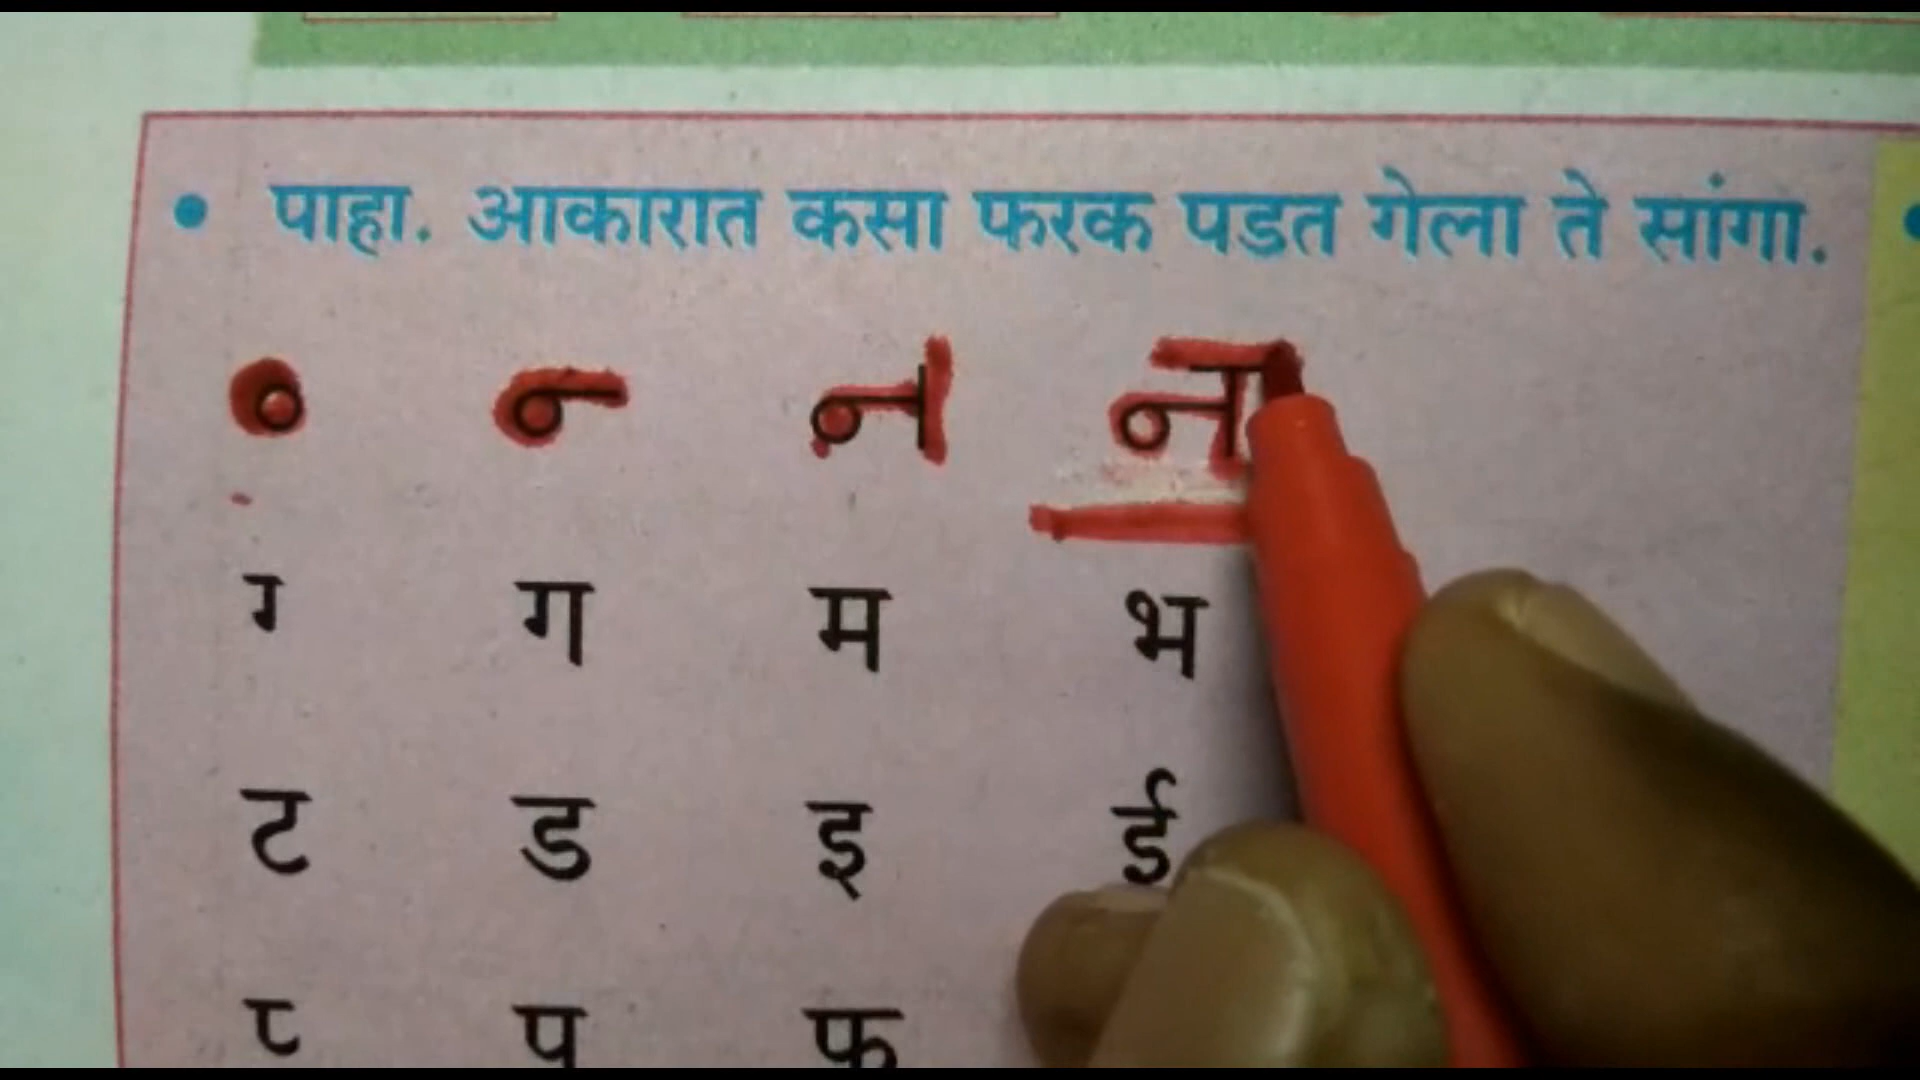 • पाहा. आकारात कसा फरक पडत गेला ते सांगा.
ग म भ
ट ड इ ई
प फ